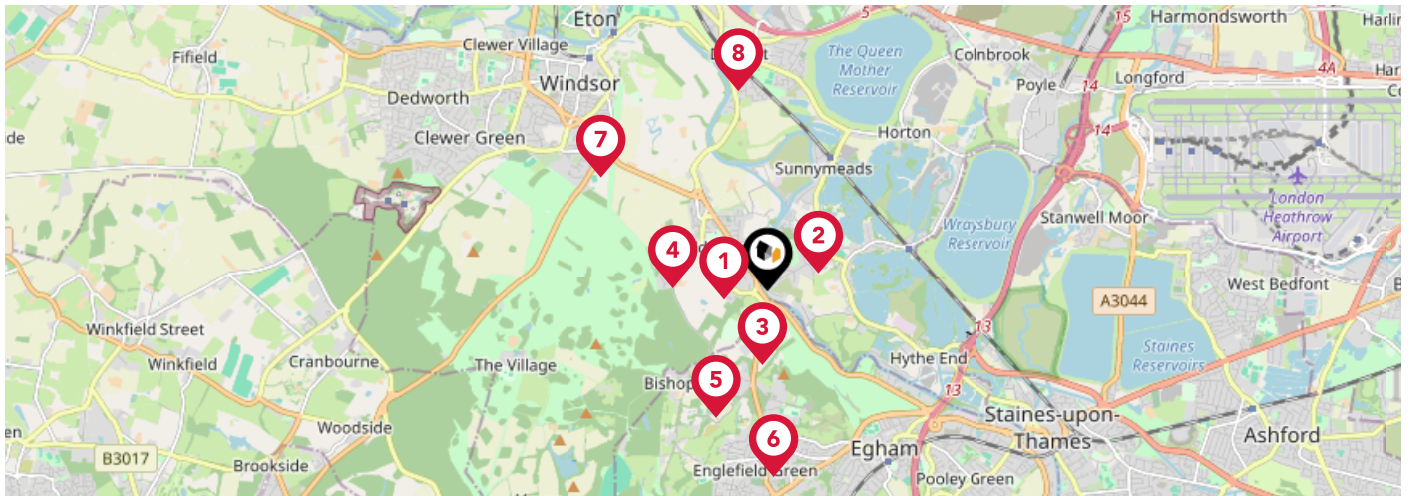 Eton
15
Harmondsworth
5
Clewer Village
Fifield
The Queen
Mother
Reservoir
Colnbrook
8
4A
Longford
Windsor
Poyle
14
Dedworth
Clewer Green
Horton
14
7
Sunnymeads
London
Heathrow
Airport
Stanwell Moor
Wraysbury
Reservoir
4
1
2
West Bedfont
A3044
Winkfield Street
3
13
Staines
Reservoirs
Winkfield
Cranbourne
The Village
Hythe End
Bishop
5
13
Staines-upon-
Thames
Woodside
6
Egham
Ashford
B3017
Brookside
Englefield Green
Pooley Green